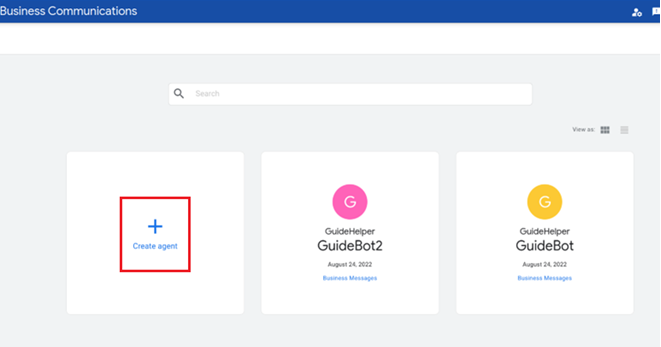 Business Communications
Search
View as:
Create agent
G
GuideHelper
GuideBot2
August 24, 2022
Business Messages
G
GuideHelper
GuideBot
August 24, 2022
Business Messages